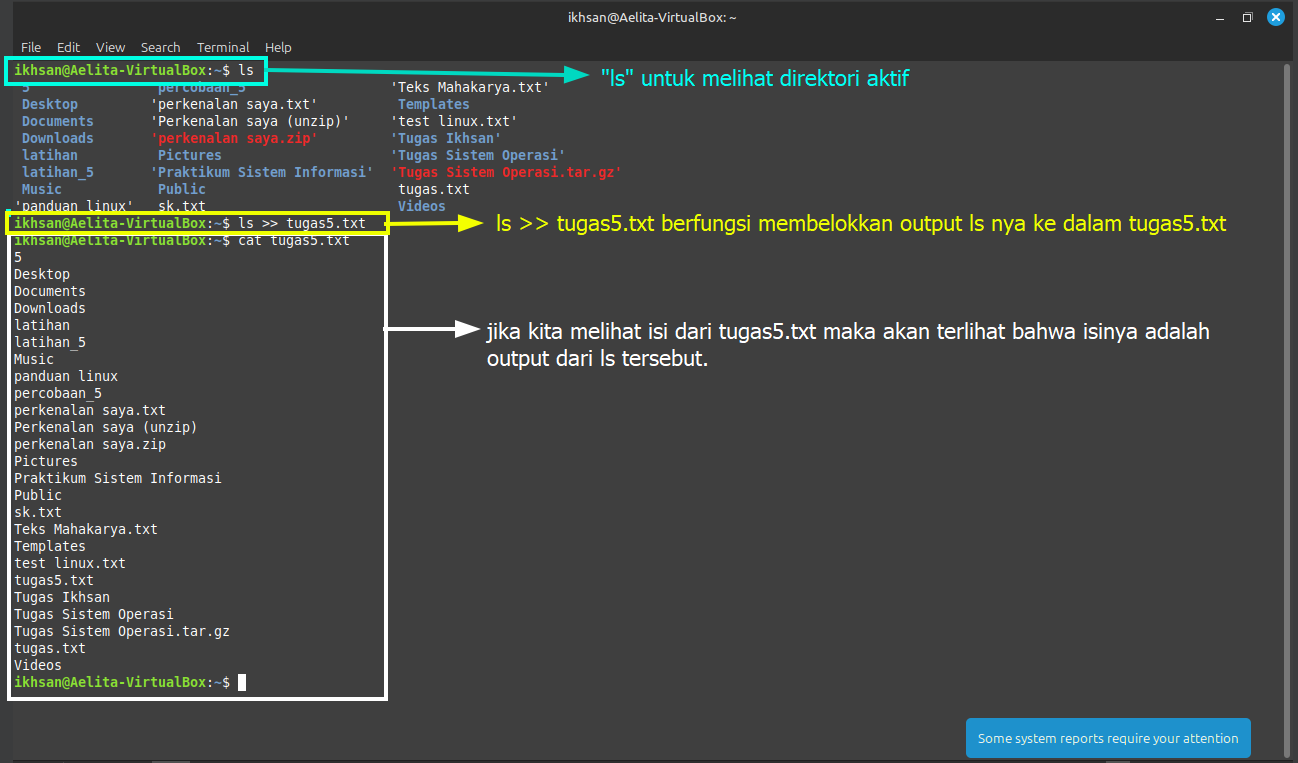 ikhsan@Aelita-VirtualBox: ~
File Edit View Search Terminal Help
ikhsan@Aelita-VirtualBox:~$ ls
"ls" untuk melihat direktori aktif
5 percobaan_5 'Teks Mahakarya.txt'
Desktop 'perkenalan saya.txt' Templates
Documents 'Perkenalan saya (unzip)' 'test linux.txt'
Downloads 'perkenalan saya.zip' 'Tugas Ikhsan'
latihan Pictures 'Tugas Sistem Operasi'
latihan_5 'Praktikum Sistem Informasi' 'Tugas Sistem Operasi.tar.gz'
Music Public tugas.txt
'panduan linux' sk.txt Videos
ikhsan@Aelita-VirtualBox:~$ ls >> tugas5.txt
ls >> tugas5.txt berfungsi membelokkan output ls nya ke dalam tugas5.txt
ikhsan@Aelita-VirtualBox:~$ cat tugas5.txt
5
Desktop
Documents
Downloads
latihan
latihan_5
Music
panduan linux
percobaan_5
perkenalan saya.txt
Perkenalan saya (unzip)
perkenalan saya.zip
Pictures
Praktikum Sistem Informasi
Public
sk.txt
Teks Mahakarya.txt
Templates
test linux.txt
tugas5.txt
Tugas Ikhsan
Tugas Sistem Operasi
Tugas Sistem Operasi.tar.gz
tugas.txt
Videos
ikhsan@Aelita-VirtualBox:~$
jika kita melihat isi dari tugas5.txt maka akan terlihat bahwa isinya adalah
output dari ls tersebut.
Some system reports require your attention